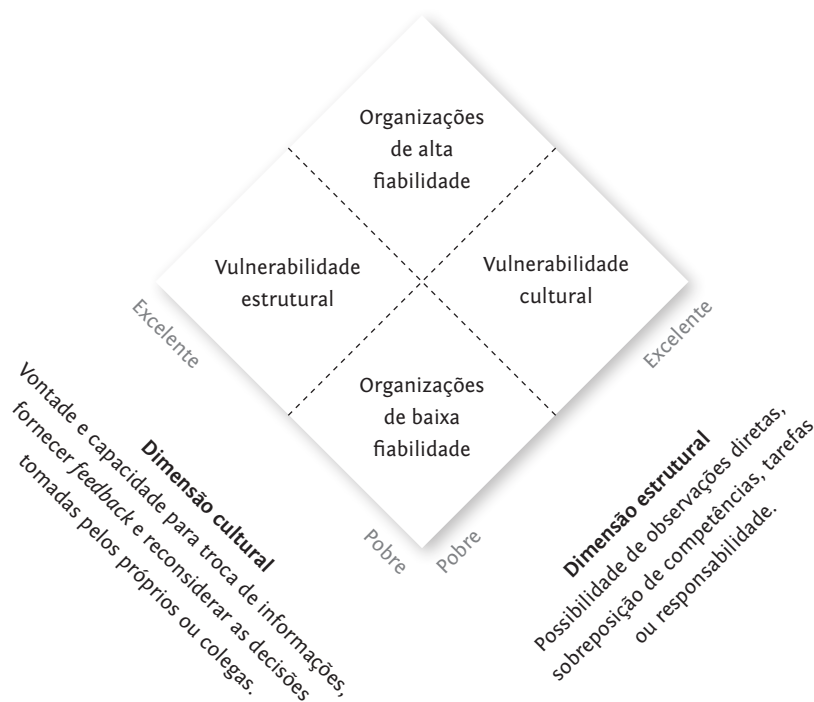 Organizações
de alta
fiabilidade
Vulnerabilidade
estrutural
Vulnerabilidade
cultural
Organizações
de baixa
fiabilidade
Excelente
Excelente
Pobre
Pobre
Dimensão cultural
Vontade e capacidade para troca de informações,
fornecer feedback e reconsiderar as decisões
tomadas pelos próprios ou colegas.
Dimensão estrutural
Possibilidade de observações diretas,
sobreposição de competências, tarefas
ou responsabilidade.